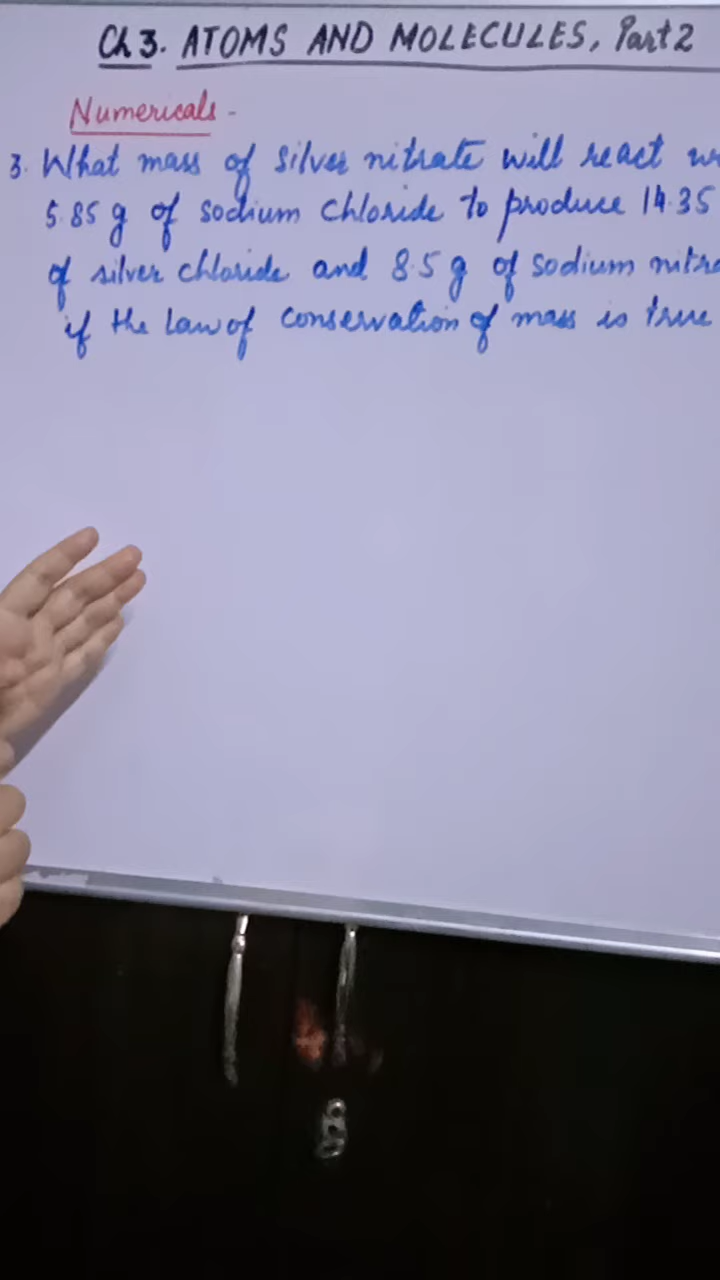 Ch 3. ATOMS AND MOLECULES, Part 2
Numericals -
3. What mass of silver nitrate will react
5.85 g of sodium chloride to produce 14.35
of silver chloride and 8.5 g of sodium
if the law of conservation of mass is true